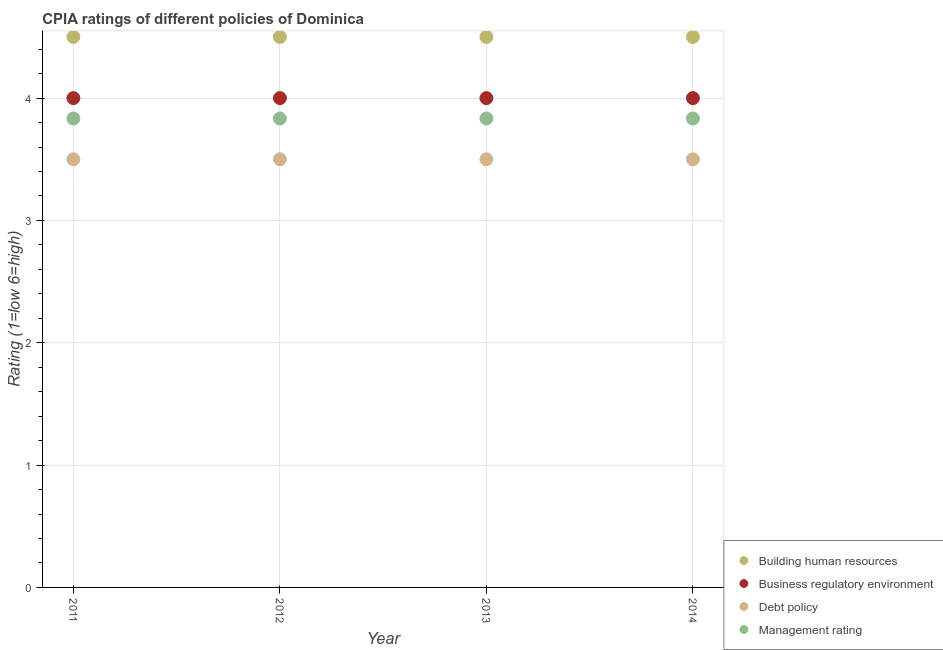 CPIA ratings of different policies of Dominica
Rating (1=low 6=high)
4
3
2
1
0
2011
2012
2013
2014
Year
Building human resources
Business regulatory environment
Debt policy
Management rating